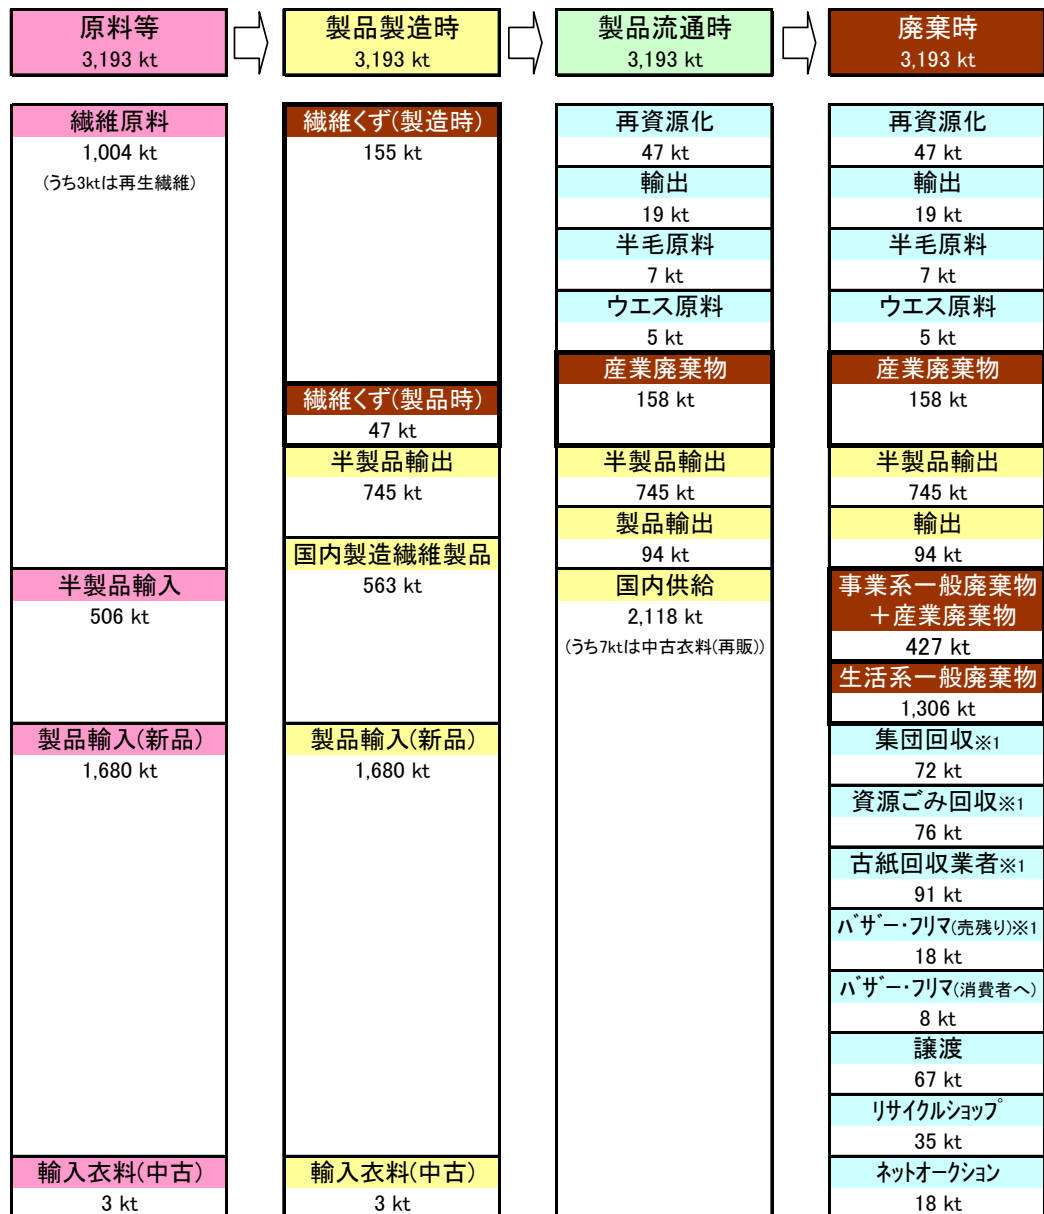 原料等
3,193 kt
製品製造時
3,193 kt
製品流通時
3,193 kt
廃棄時
3,193 kt
繊維原料
1,004 kt
(うち3ktは再生繊維)
半製品輸入
506 kt
製品輸入(新品)
1,680 kt
輸入衣料(中古)
3 kt
繊維くず(製造時)
155 kt
繊維くず(製品時)
47 kt
半製品輸出
745 kt
国内製造繊維製品
563 kt
製品輸入(新品)
1,680 kt
輸入衣料(中古)
3 kt
再資源化
47 kt
輸出
19 kt
半毛原料
7 kt
ウエス原料
5 kt
産業廃棄物
158 kt
半製品輸出
745 kt
製品輸出
94 kt
国内供給
2,118 kt
(うち7ktは中古衣料(再販))
再資源化
47 kt
輸出
19 kt
半毛原料
7 kt
ウエス原料
5 kt
産業廃棄物
158 kt
半製品輸出
745 kt
輸出
94 kt
事業系一般廃棄物
+産業廃棄物
427 kt
生活系一般廃棄物
1,306 kt
集団回収※1
72 kt
資源ごみ回収※1
76 kt
古紙回収業者※1
91 kt
バザー・フリマ(売残り)※1
18 kt
バザー・フリマ(消費者へ)
8 kt
譲渡
67 kt
リサイクルショップ
35 kt
ネットオークション
18 kt